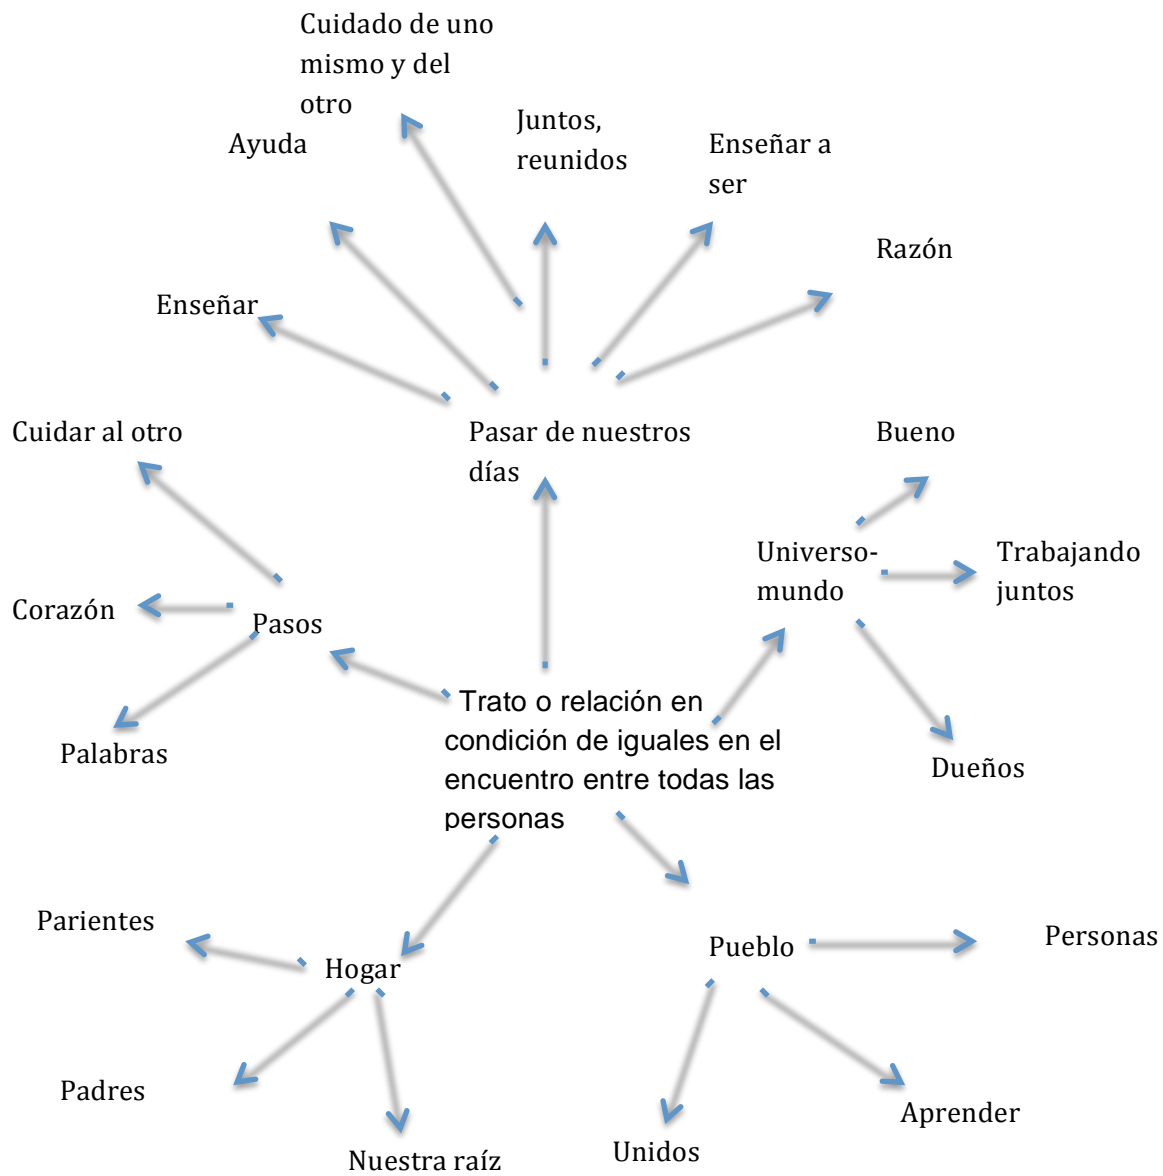 Cuidado de uno
mismo y del
otro
Ayuda
Juntos,
reunidos
Enseñar a
ser
Razón
Enseñar
Cuidar al otro
Pasar de nuestros
días
Bueno
Universo-
mundo
Trabajando
juntos
Corazón
Pasos
Palabras
Trato o relación en
condición de iguales en el
encuentro entre todas las
personas
Dueños
Parientes
Hogar
Pueblo
Personas
Padres
Nuestra raíz
Unidos
Aprender